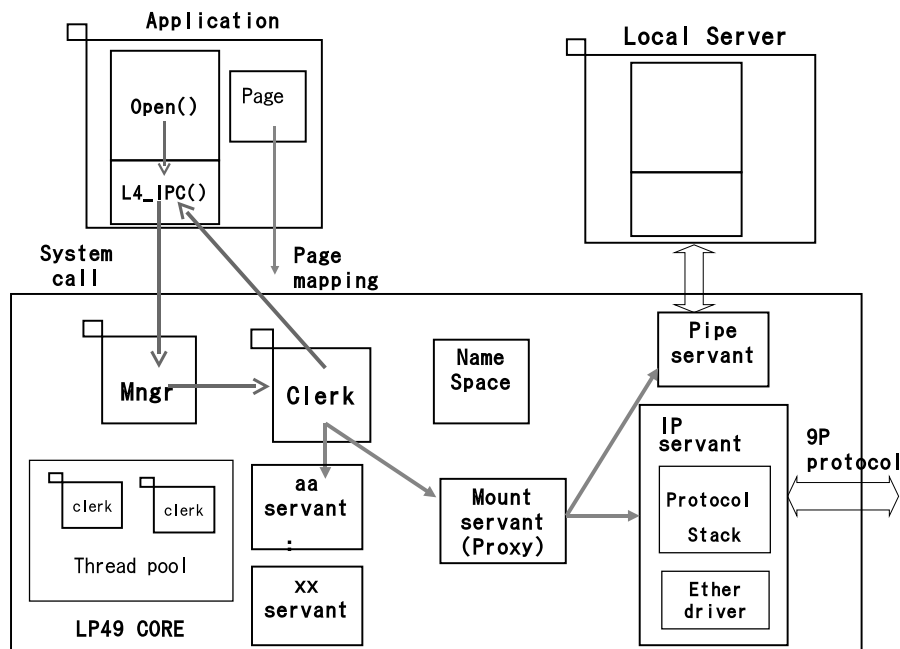 Application
Local Server
Open()
Page
L4_IPC()
System
call
Page
mapping
Mngr
Clerk
Name
Space
Pipe
servant
IP
servant
9P
protocol
Protocol
Stack
Ether
driver
aa
servant
:
xx
servant
Mount
servant
(Proxy)
clerk
clerk
Thread pool
LP49 CORE